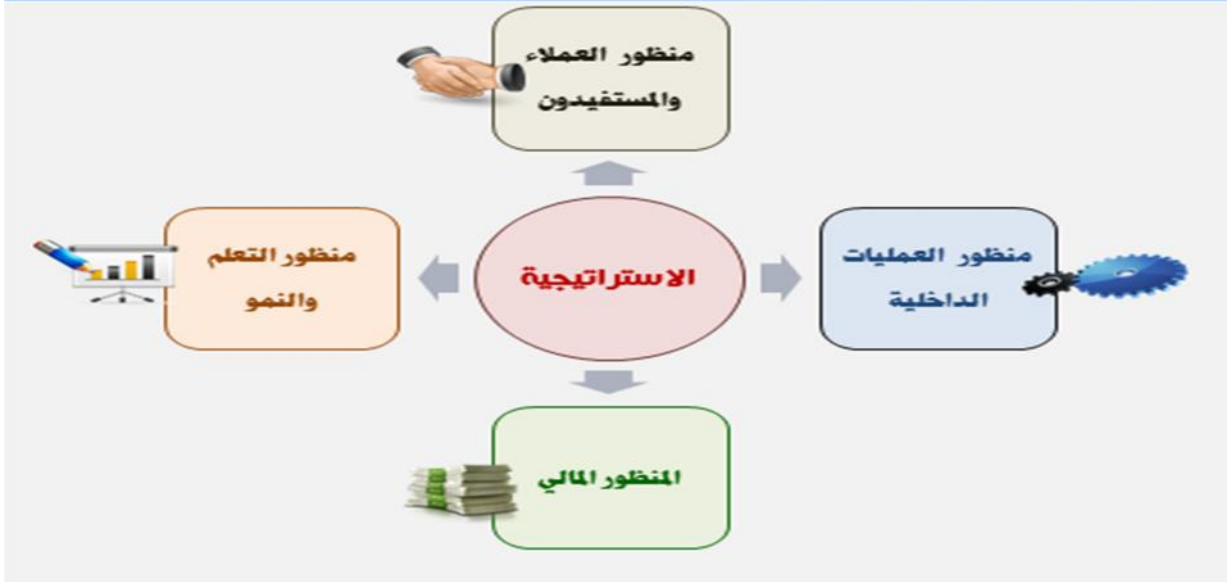 منظور العملاء
والمستفيدون
منظور العمليات
الداخلية
الاستراتيجية
منظور التعلم
والنمو
المنظور المالي